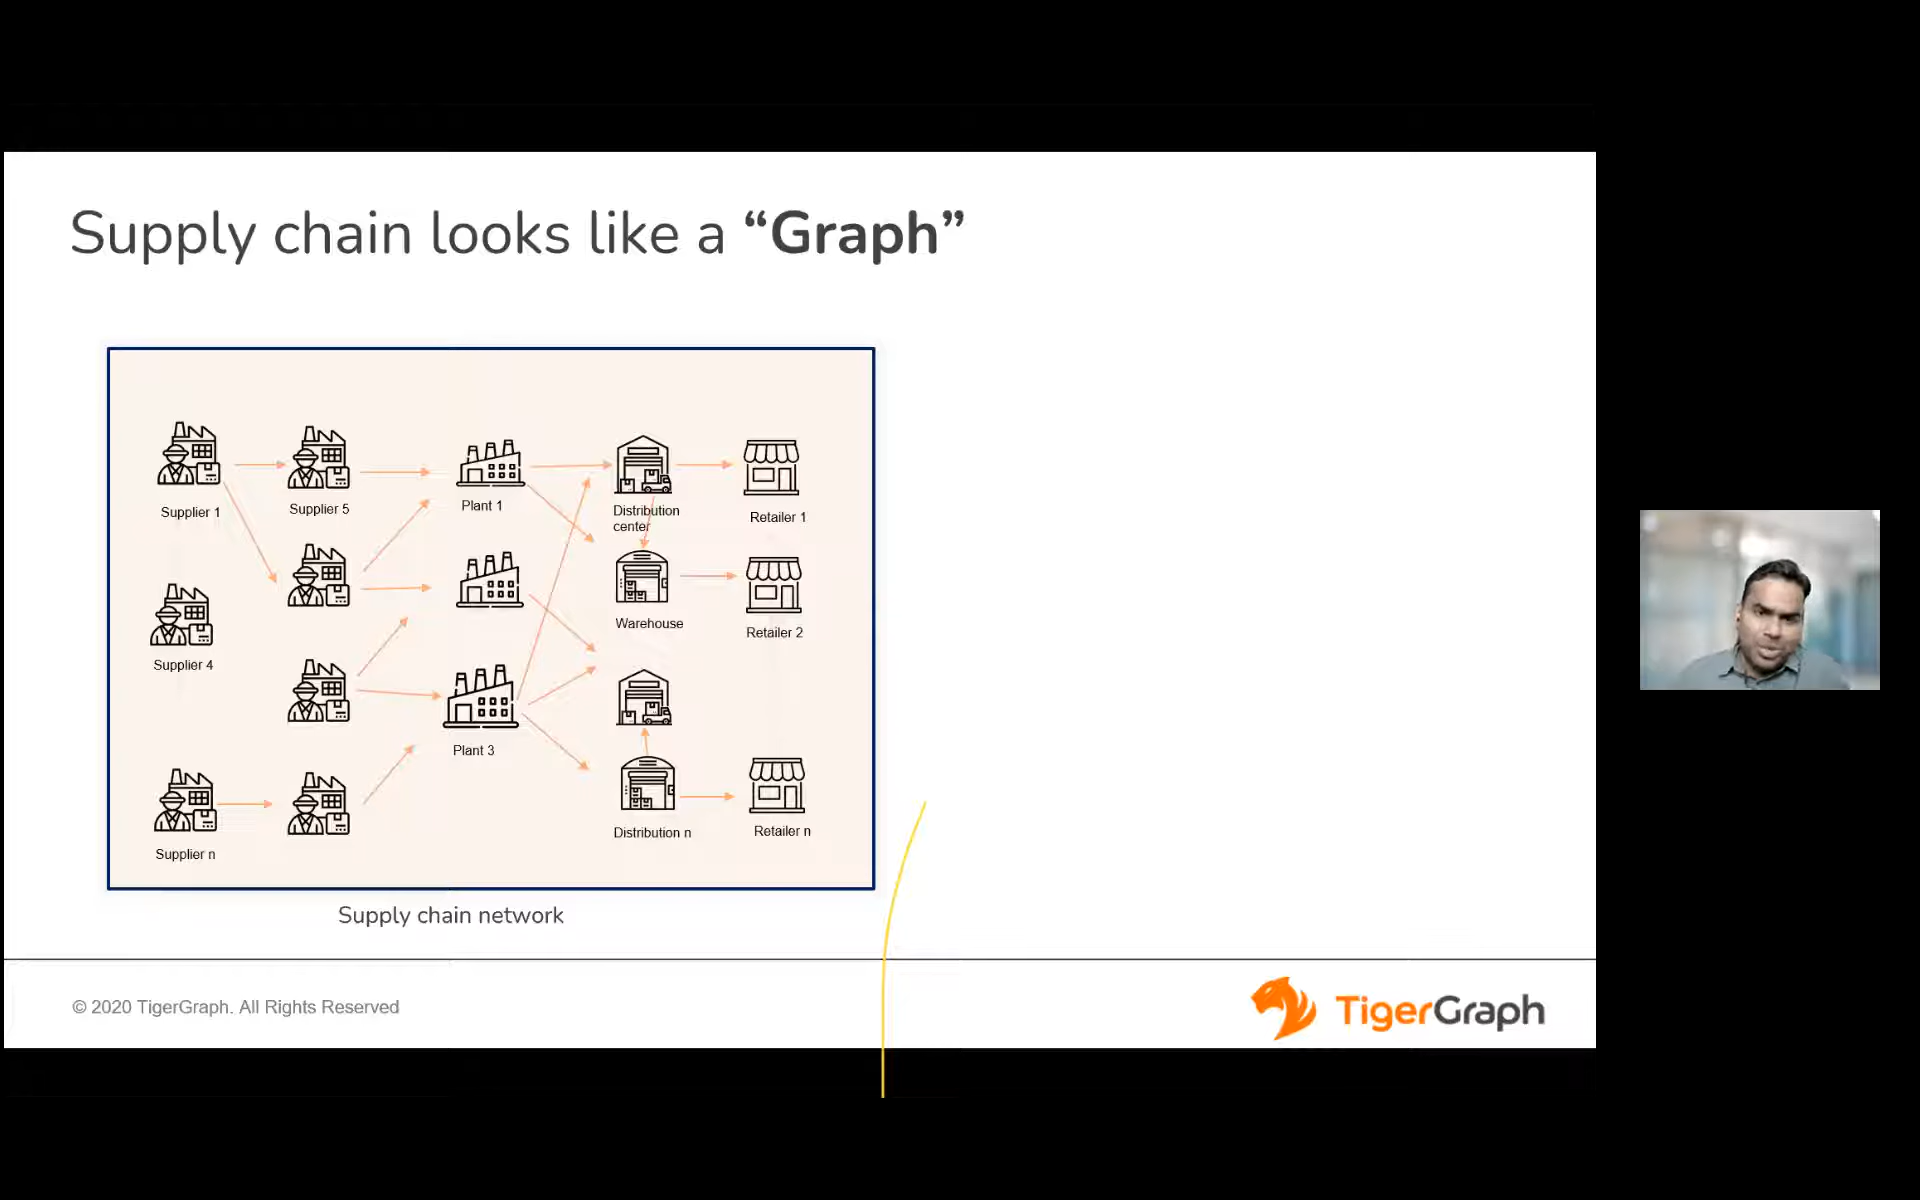 Supply chain looks like a “Graph”
Supplier 1
Supplier 5
Plant 1
Distribution
center
Retailer 1
Warehouse
Retailer 2
Supplier 4
Plant 3
Distribution n
Retailer n
Supplier n
Supply chain network
© 2020 TigerGraph. All Rights Reserved
TigerGraph